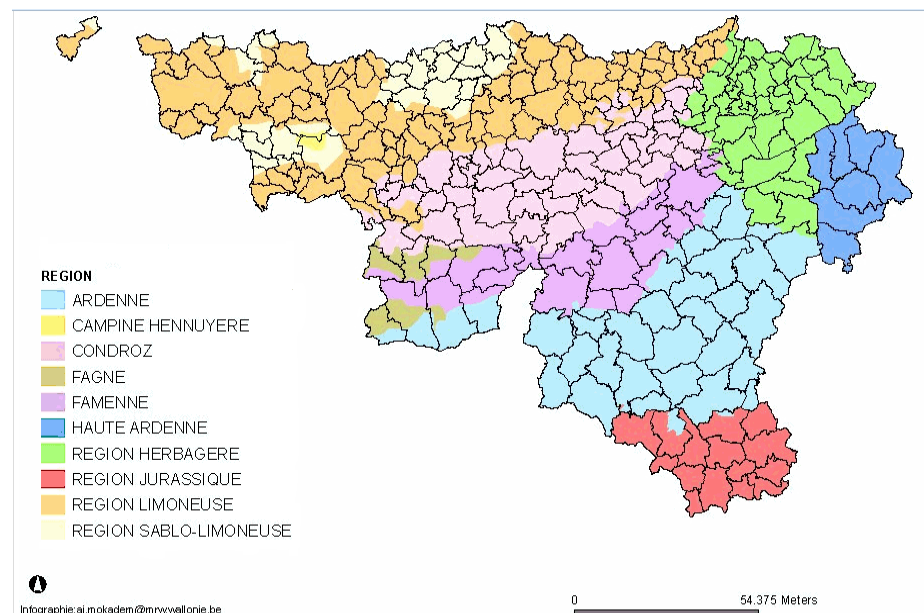 REGION
ARDENNE
CAMPINE HENNUYERE
CONDROZ
FAGNE
FAMENNE
HAUTE ARDENNE
REGION HERBAGERE
REGION JURASSIQUE
REGION LIMONEUSE
REGION SABLO-LIMONEUSE
0 54.375 Meters
Infographie:ai.mokadem@mrw.wallonie.be